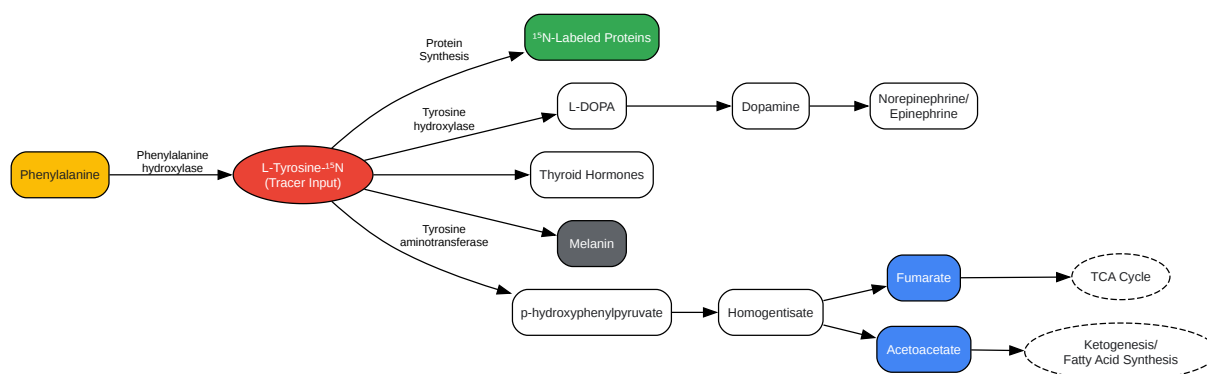 Protein
Synthesis
¹⁵N-Labeled Proteins
Tyrosine
hydroxylase
L-DOPA
Dopamine
Norepinephrine/
Epinephrine
Phenylalanine
Phenylalanine
hydroxylase
L-Tyrosine-¹⁵N
(Tracer Input)
Thyroid Hormones
Tyrosine
aminotransferase
Melanin
p-hydroxyphenylpyruvate
Homogentisate
Fumarate
TCA Cycle
Acetoacetate
Ketogenesis/
Fatty Acid Synthesis